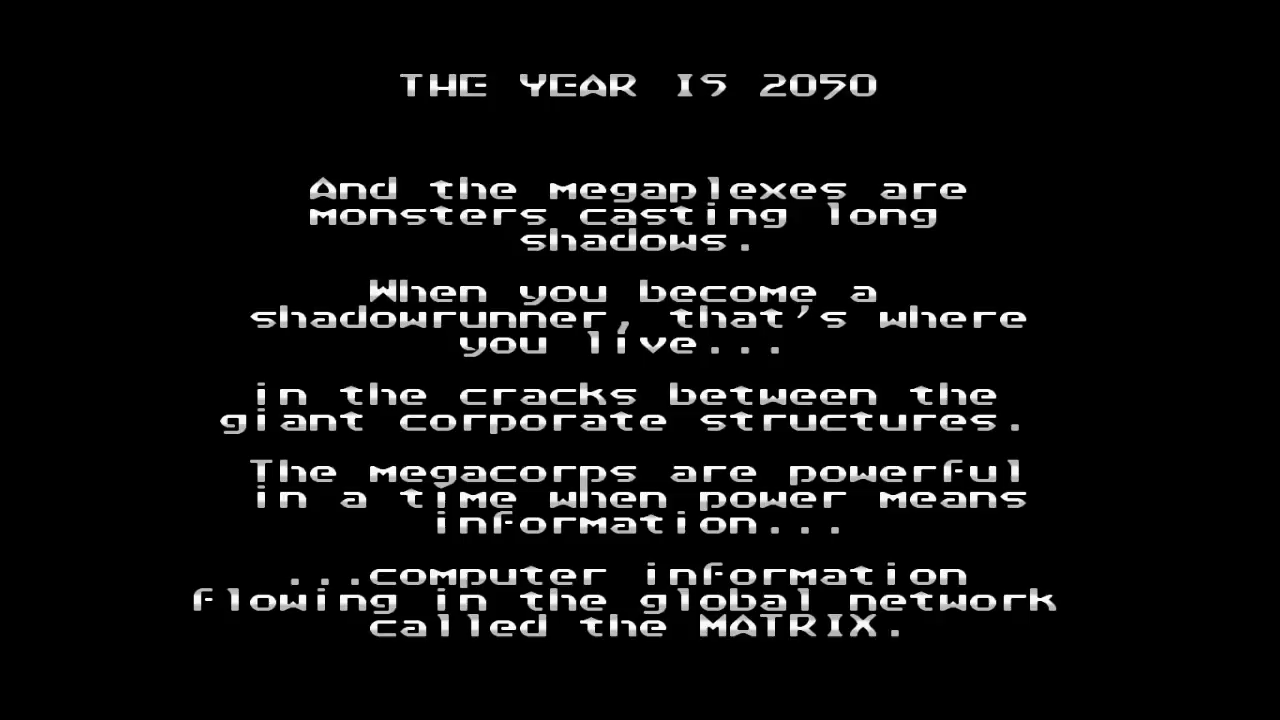 THE YEAR IS 2050
And the megaplexes are
monsters casting long
shadows.
When you become a
shadowrunner, that's where
you live...
in the cracks between the
giant corporate structures.
The megacorps are powerful
in a time when power means
information...
...computer information
flowing in the global network
called the MATRIX.